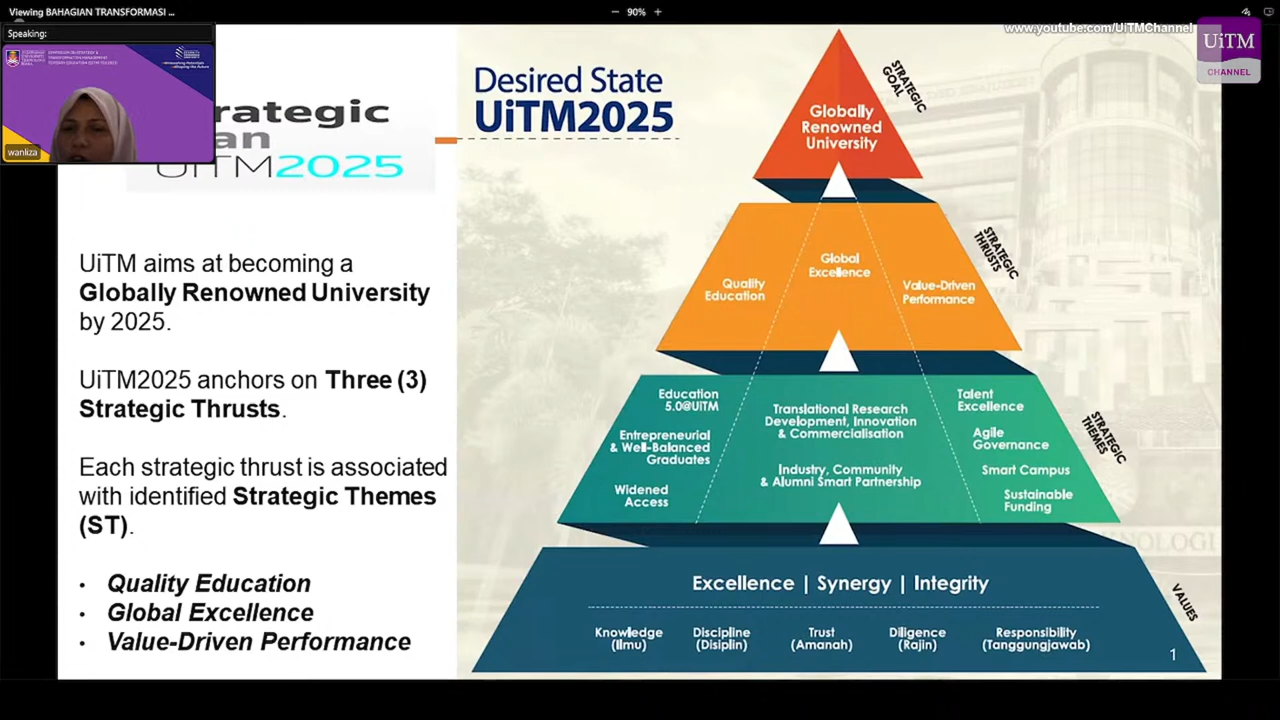 Viewing BAHAGIAN TRANSFORMASI ...
90%
Speaking:
wanliza
www.youtube.com/UiTMChannel
UiTM
CHANNEL
rategic
an
UiTM2025
UiTM aims at becoming a
Globally Renowned University
by 2025.
UiTM2025 anchors on Three (3)
Strategic Thrusts.
Each strategic thrust is associated
with identified Strategic Themes
(ST).
• Quality Education
• Global Excellence
• Value-Driven Performance
Desired State
UiTM2025
Globally
Renowned
University
STRATEGIC
GOAL
Quality
Education
Global
Excellence
Value-Driven
Performance
STRATEGIC
THRUSTS
Education
5.0@UiTM
Entrepreneurial
& Well-Balanced
Graduates
Widened
Access
Translational Research
Development, Innovation
& Commercialisation
Industry, Community
& Alumni Smart Partnership
Talent
Excellence
Agile
Governance
Smart Campus
Sustainable
Funding
STRATEGIC
THEMES
Excellence | Synergy | Integrity
Knowledge
(Ilmu)
Discipline
(Disiplin)
Trust
(Amanah)
Diligence
(Rajin)
Responsibility
(Tanggungjawab)
VALUES
1